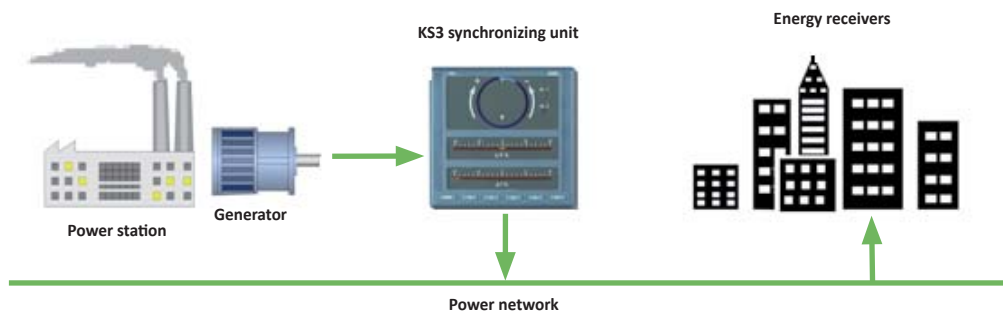 Energy receivers
KS3 synchronizing unit
Generator
Power station
Power network